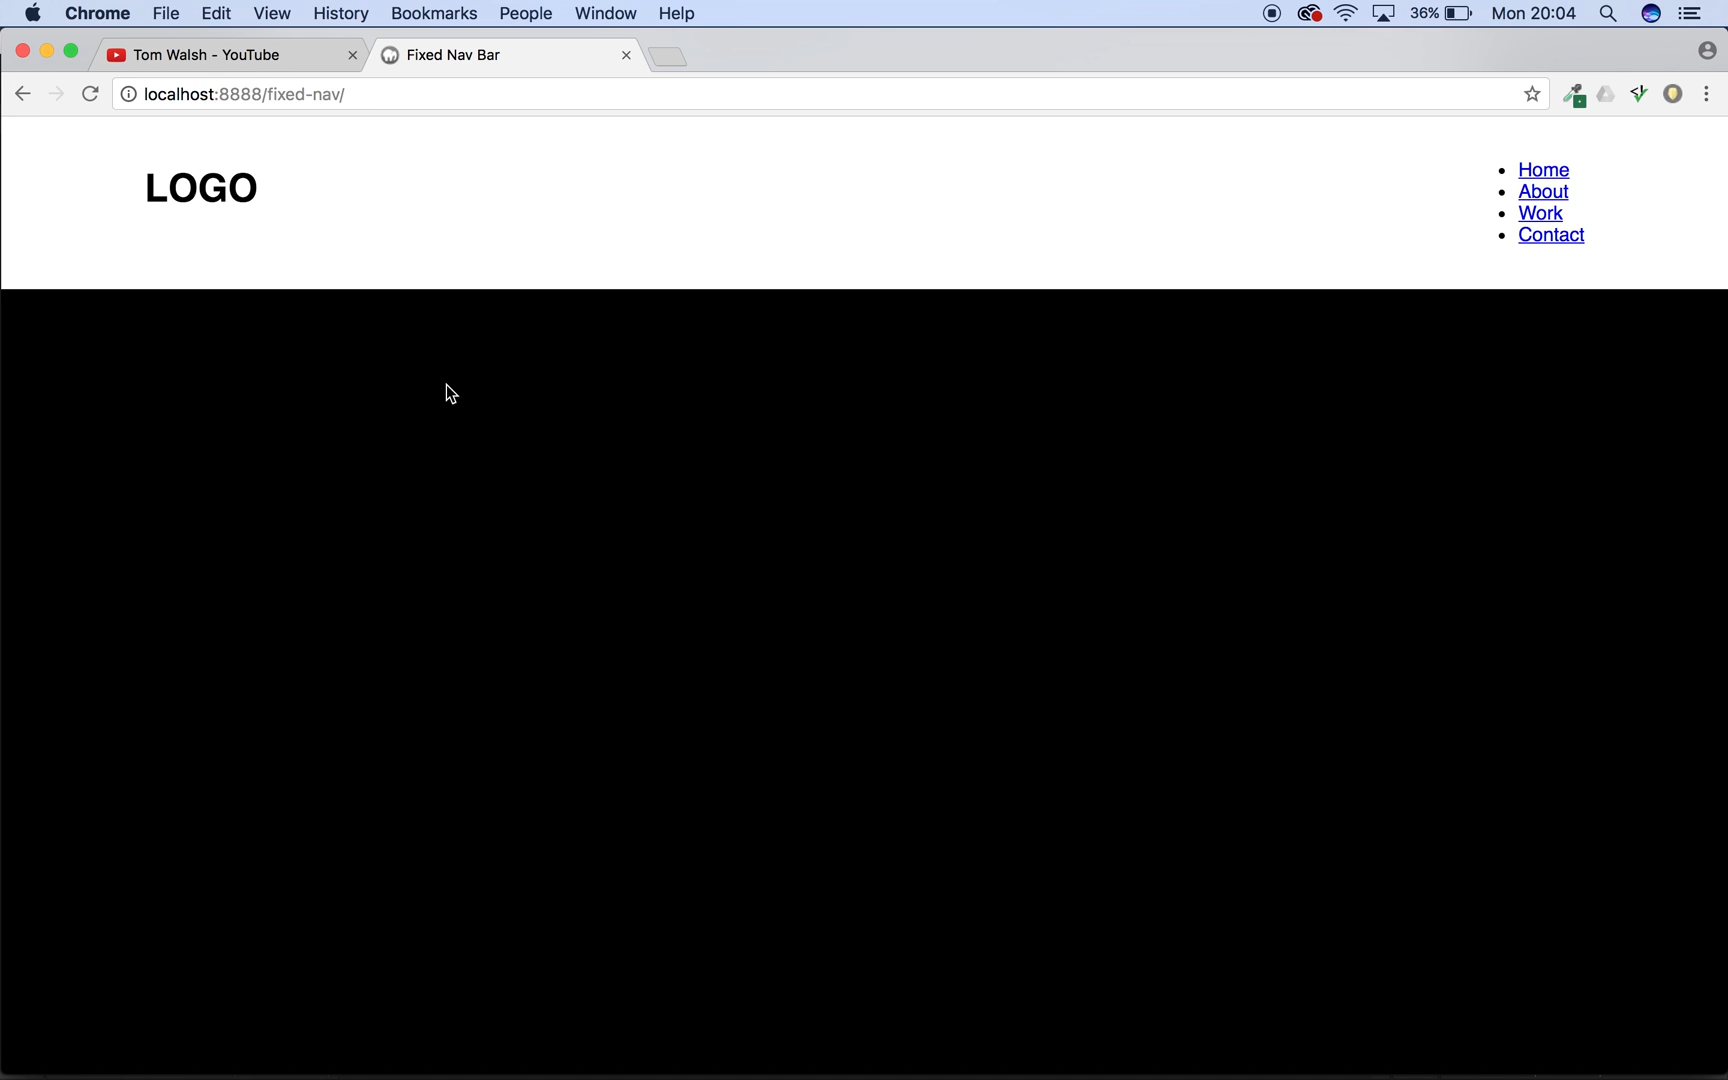 Chrome File Edit View History Bookmarks People Window Help 36% Mon 20:04
Tom Walsh - YouTube Fixed Nav Bar
localhost:8888/fixed-nav/
LOGO
Home
About
Work
Contact